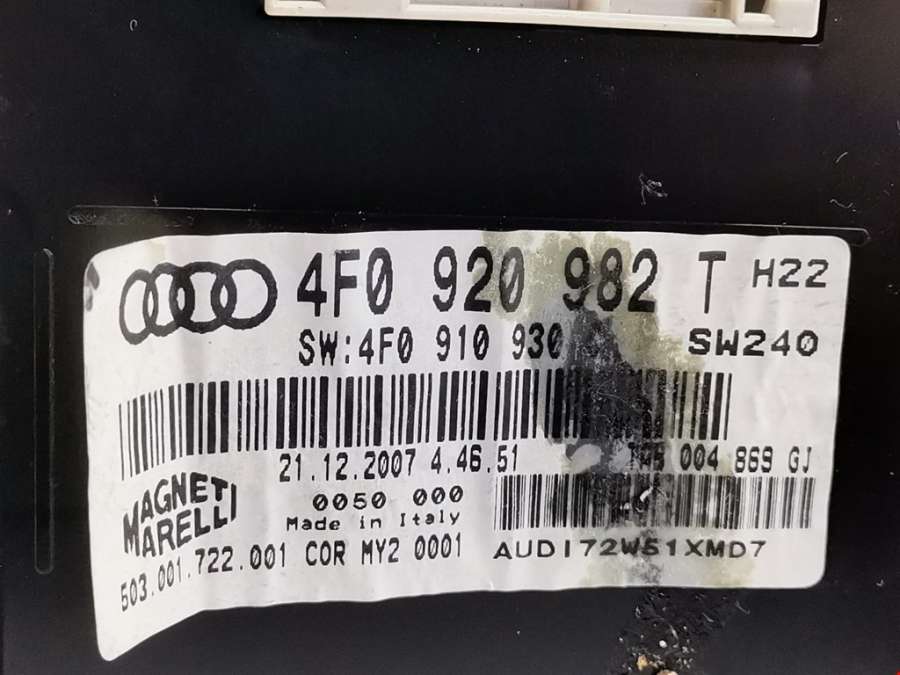 4F0 920 982 T H22
SW:4F0 910 930 SW240
21.12.2007 4.46.51 004 869 GJ
MAGNETI MARELLI
0050 000
Made in Italy
503.001.722.001 COR MY2 0001
AUDI72W51XMD7